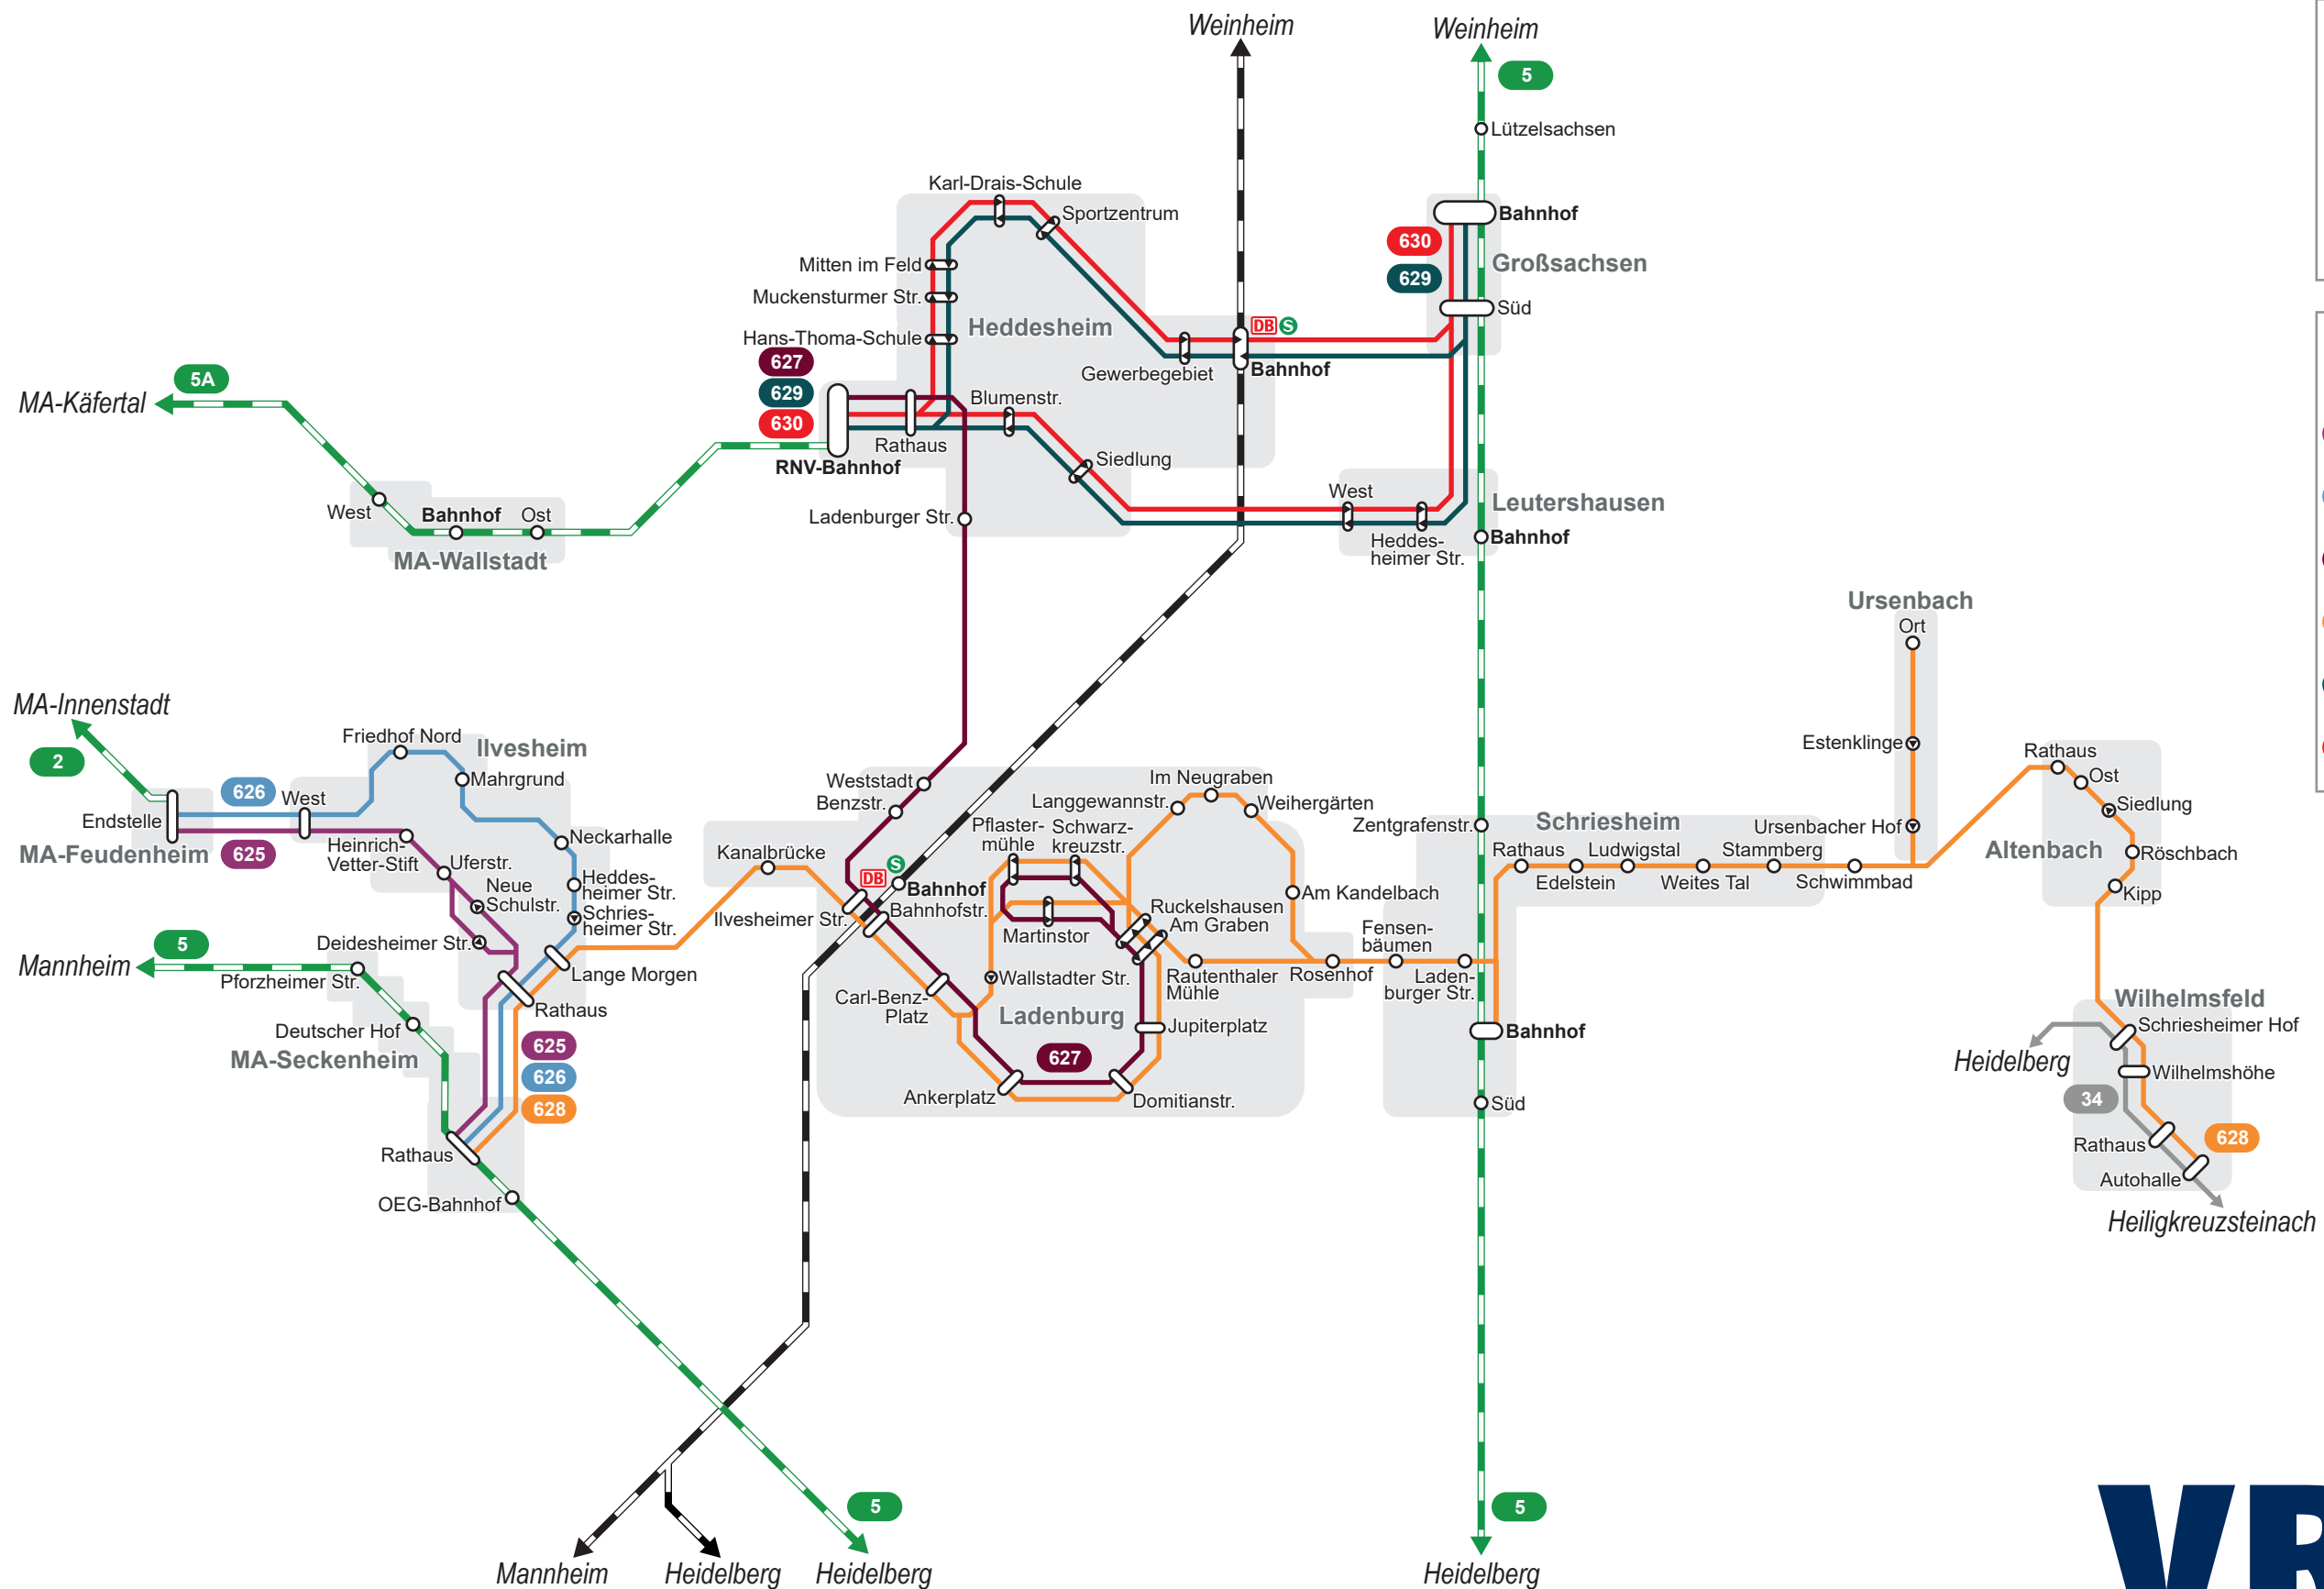 Weinheim
Weinheim
5
Lützelsachsen
Karl-Drais-Schule
Sportzentrum
Bahnhof
630
Großsachsen
629
Mitten im Feld
Muckensturmer Str.
Süd
Heddesheim
DB S
Hans-Thoma-Schule
627
Gewerbegebiet
Bahnhof
5A
629
Blumenstr.
MA-Käfertal
630
Rathaus
RNV-Bahnhof
Siedlung
West
Leutershausen
West
Bahnhof
Ost
Ladenburger Str.
Bahnhof
Heddes-
heimer Str.
MA-Wallstadt
Ursenbach
Ort
MA-Innenstadt
Friedhof Nord
Ilvesheim
Estenklinge
Rathaus
2
Mahrgrund
Weststadt
Im Neugraben
Ost
626
West
Benzstr.
Langgewannstr.
Weihergärten
Siedlung
Endstelle
Neckarhalle
Pflaster-
mühle
Schwarz-
kreuzstr.
Zentgrafenstr.
Schriesheim
Ursenbacher Hof
MA-Feudenheim
625
Heinrich-
Vetter-Stift
Uferstr.
Kanalbrücke
Rathaus
Ludwigstal
Stammberg
Altenbach
Röschbach
Neue
Schulstr.
Heddes-
heimer Str.
DB S
Bahnhof
Am Kandelbach
Edelstein
Weites Tal
Schwimmbad
Kipp
Schries-
heimer Str.
Ilvesheimer Str.
Bahnhofstr.
Ruckelshausen
Am Graben
Deidesheimer Str.
Martinstor
Fensen-
bäumen
5
Mannheim
Pforzheimer Str.
Lange Morgen
Wallstadter Str.
Rautenthaler
Mühle
Rosenhof
Laden-
burger Str.
Carl-Benz-
Platz
Rathaus
Wilhelmsfeld
Deutscher Hof
Ladenburg
Jupiterplatz
Bahnhof
Schriesheimer Hof
MA-Seckenheim
625
627
Heidelberg
626
Wilhelmshöhe
628
Ankerplatz
Domitianstr.
Süd
34
Rathaus
Rathaus
628
OEG-Bahnhof
Autohalle
Heiligkreuzsteinach
5
5
Mannheim
Heidelberg
Heidelberg
Heidelberg